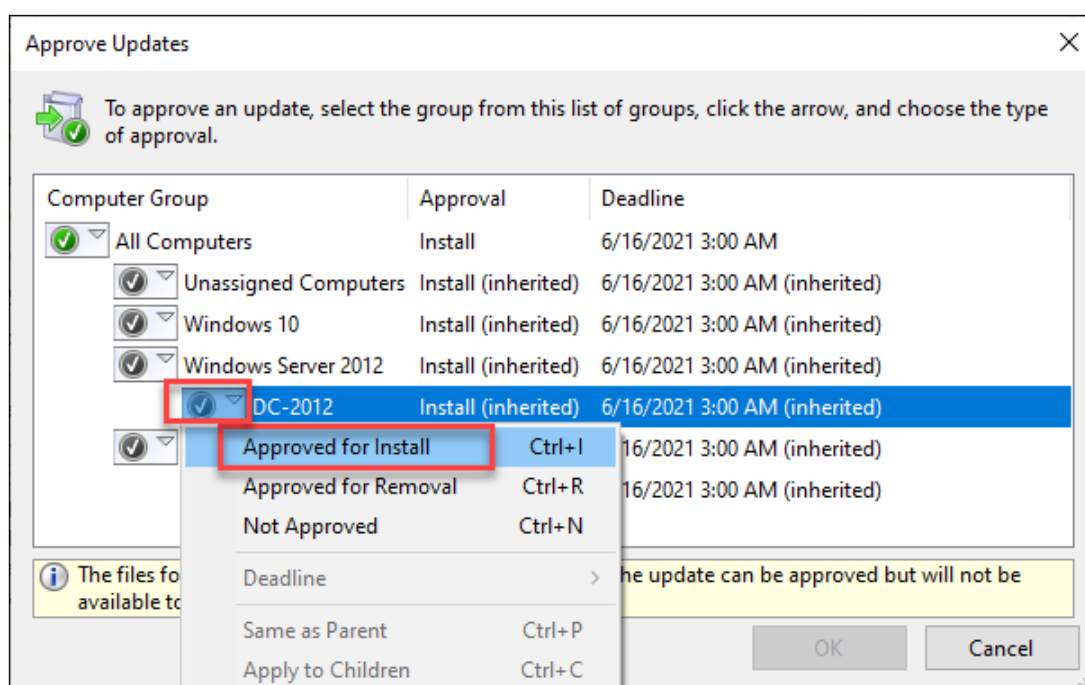 Approve Updates
To approve an update, select the group from this list of groups, click the arrow, and choose the type
of approval.
Computer Group Approval Deadline
All Computers Install 6/16/2021 3:00 AM
Unassigned Computers Install (inherited) 6/16/2021 3:00 AM (inherited)
Windows 10 Install (inherited) 6/16/2021 3:00 AM (inherited)
Windows Server 2012 Install (inherited) 6/16/2021 3:00 AM (inherited)
DC-2012 Install (inherited) 6/16/2021 3:00 AM (inherited)
Approved for Install Ctrl+I 16/2021 3:00 AM (inherited)
Approved for Removal Ctrl+R 16/2021 3:00 AM (inherited)
Not Approved Ctrl+N
The files fo Deadline he update can be approved but will not be
available to
Same as Parent Ctrl+P
OK Cancel
Apply to Children Ctrl+C